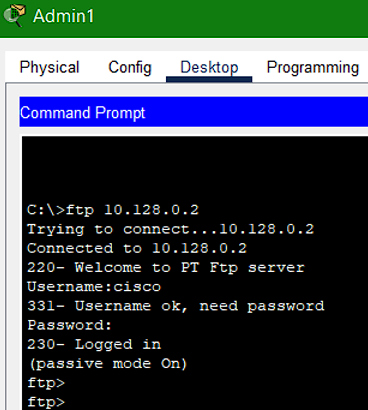 Admin1
Physical Config Desktop Programming
Command Prompt
C:\>ftp 10.128.0.2
Trying to connect...10.128.0.2
Connected to 10.128.0.2
220- Welcome to PT Ftp server
Username:cisco
331- Username ok, need password
Password:
230- Logged in
(passive mode On)
ftp>
ftp>